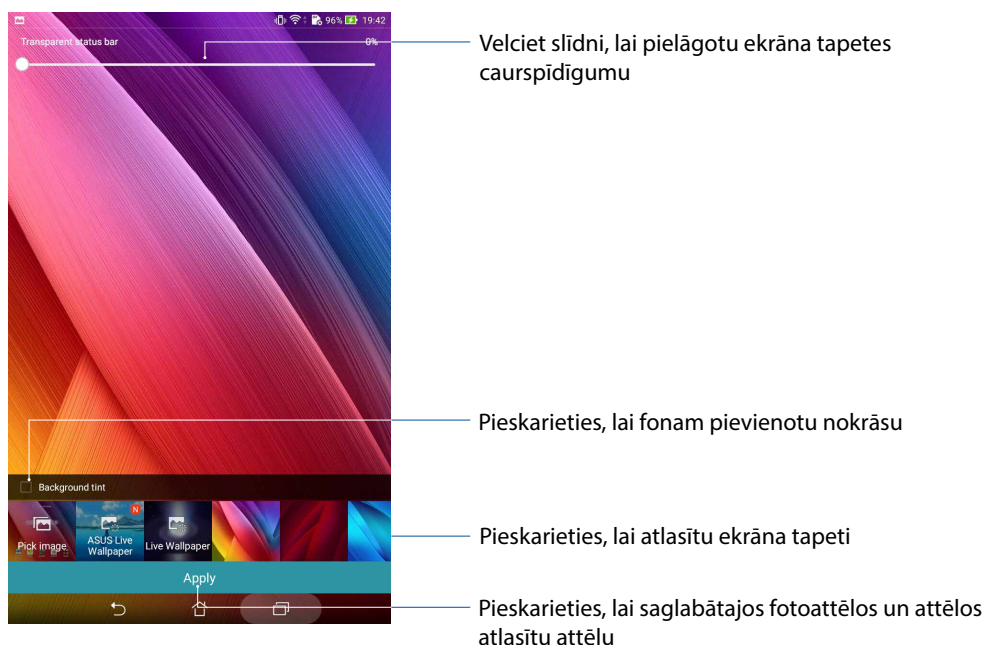 96% 19:42
Transparent status bar 0%
Velciet slīdni, lai pielāgotu ekrāna tapetes
caurspīdīgumu
Pieskarieties, lai fonam pievienotu nokrāsu
Background tint
N
Pick image
ASUS Live
Wallpaper
Live Wallpaper
Pieskarieties, lai atlasītu ekrāna tapeti
Apply
Pieskarieties, lai saglabātajos fotoattēlos un attēlos
atlasītu attēlu